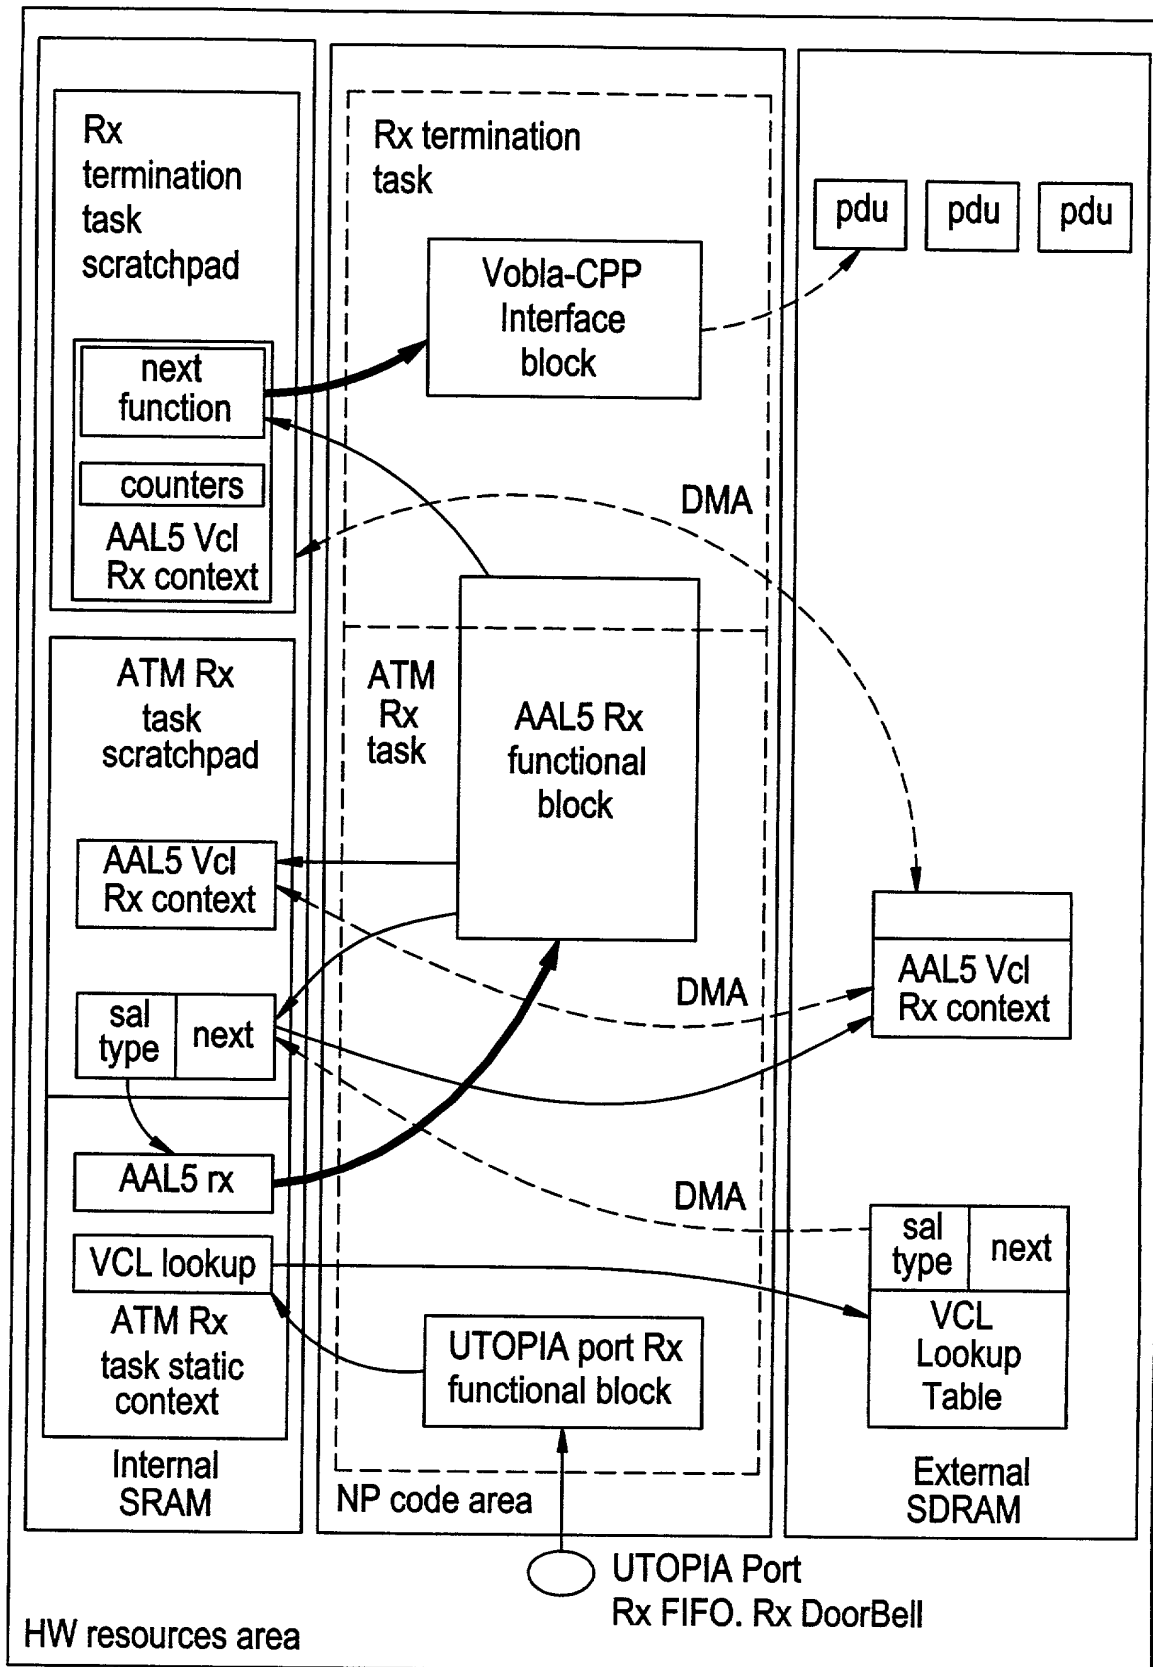 Rx
termination
task
scratchpad
next
function
counters
AAL5 Vcl
Rx context
ATM Rx
task
scratchpad
AAL5 Vcl
Rx context
sal
type
next
AAL5 rx
VCL lookup
ATM Rx
task static
context
Internal
SRAM
Rx termination
task
Vobla-CPP
Interface
block
DMA
ATM
Rx
task
AAL5 Rx
functional
block
DMA
DMA
UTOPIA port Rx
functional block
NP code area
pdu
pdu
pdu
AAL5 Vcl
Rx context
sal
type
next
VCL
Lookup
Table
External
SDRAM
UTOPIA Port
Rx FIFO. Rx DoorBell
HW resources area